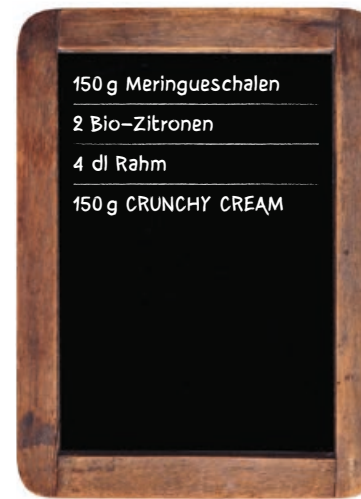 150 g Meringueschalen
2 Bio-Zitronen
4 dl Rahm
150 g CRUNCHY CREAM